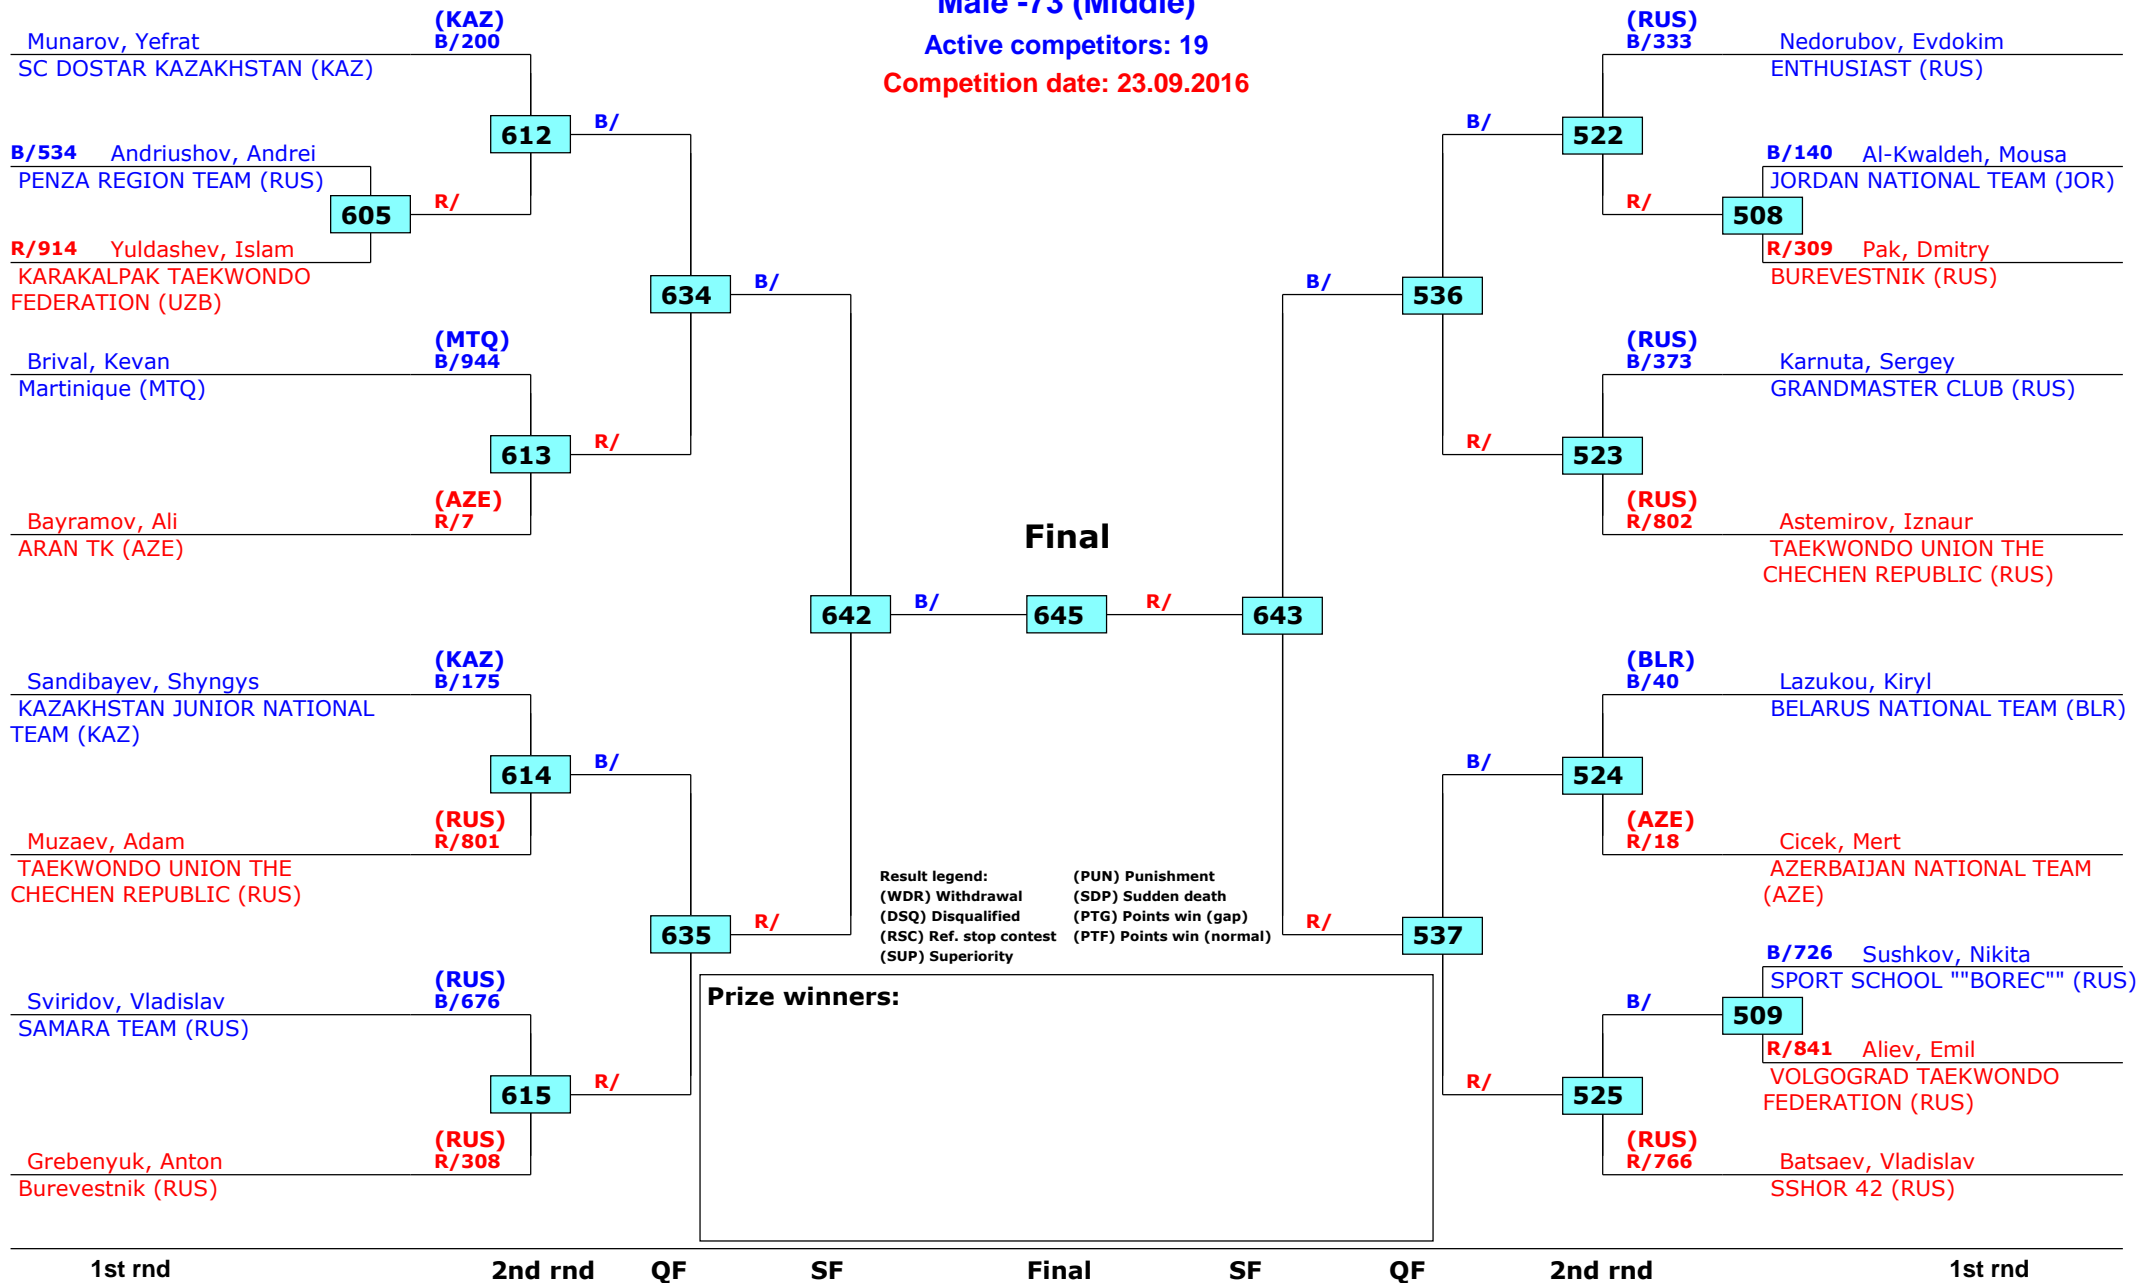 Male -73 (Middle)
Active competitors: 19
Competition date: 23.09.2016
(KAZ)
Munarov, Yefrat B/200
SC DOSTAR KAZAKHSTAN (KAZ)
612
B/
B/534 Andriushov, Andrei
PENZA REGION TEAM (RUS)
605
R/
R/914 Yuldashev, Islam
KARAKALPAK TAEKWONDO
FEDERATION (UZB)
634
B/
(MTQ)
Brival, Kevan B/944
Martinique (MTQ)
613
R/
(AZE)
Bayramov, Ali R/7
ARAN TK (AZE)
642
B/
(KAZ)
Sandibayev, Shyngys B/175
KAZAKHSTAN JUNIOR NATIONAL
TEAM (KAZ)
614
B/
(RUS)
Muzaev, Adam R/801
TAEKWONDO UNION THE
CHECHEN REPUBLIC (RUS)
635
R/
(RUS)
Sviridov, Vladislav B/676
SAMARA TEAM (RUS)
615
R/
(RUS)
Grebenyuk, Anton R/308
Burevestnik (RUS)
Final
645
R/
643
(RUS)
B/333 Nedorubov, Evdokim
ENTHUSIAST (RUS)
B/
522
B/140 Al-Kwaldeh, Mousa
JORDAN NATIONAL TEAM (JOR)
R/
508
R/309 Pak, Dmitry
BUREVESTNIK (RUS)
B/
536
(RUS)
B/373 Karnuta, Sergey
GRANDMASTER CLUB (RUS)
R/
523
(RUS)
R/802 Astemirov, Iznaur
TAEKWONDO UNION THE
CHECHEN REPUBLIC (RUS)
(BLR)
B/40 Lazukou, Kiryl
BELARUS NATIONAL TEAM (BLR)
B/
524
(AZE)
R/18 Cicek, Mert
AZERBAIJAN NATIONAL TEAM
(AZE)
R/
537
B/726 Sushkov, Nikita
SPORT SCHOOL ""BOREC"" (RUS)
B/
509
R/841 Aliev, Emil
VOLGOGRAD TAEKWONDO
FEDERATION (RUS)
R/
525
(RUS)
R/766 Batsaev, Vladislav
SSHOR 42 (RUS)
Result legend: (PUN) Punishment
(WDR) Withdrawal (SDP) Sudden death
(DSQ) Disqualified (PTG) Points win (gap)
(RSC) Ref. stop contest (PTF) Points win (normal)
(SUP) Superiority
Prize winners:
1st rnd 2nd rnd QF SF Final SF QF 2nd rnd 1st rnd